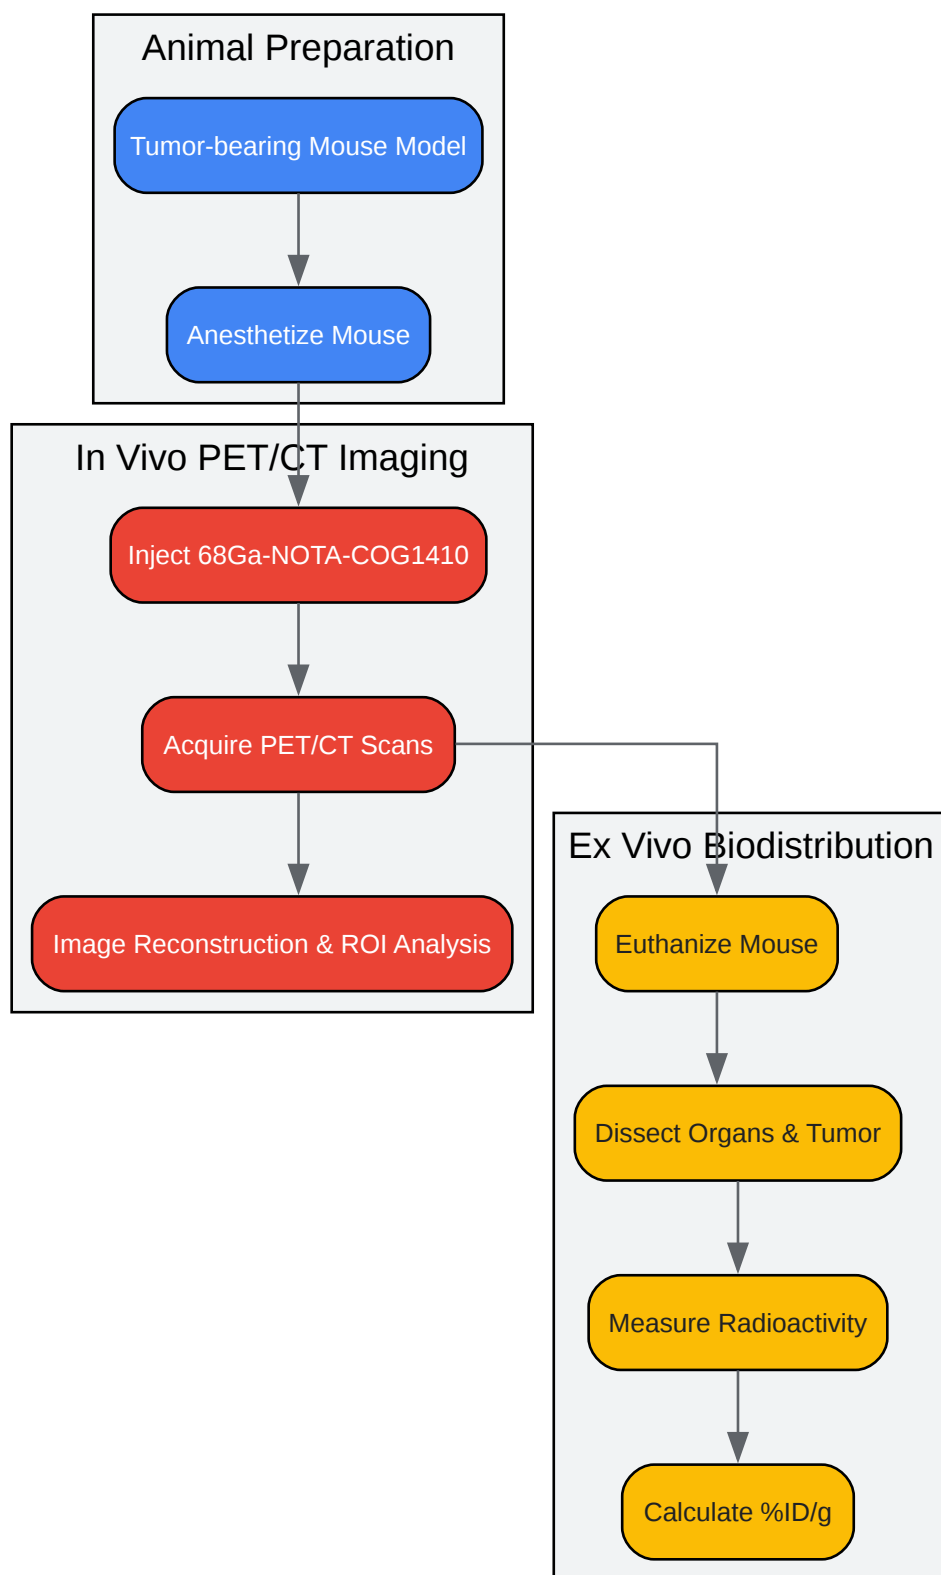 Animal Preparation
Tumor-bearing Mouse Model
Anesthetize Mouse
In Vivo PET/CT Imaging
Inject 68Ga-NOTA-COG1410
Acquire PET/CT Scans
Image Reconstruction & ROI Analysis
Ex Vivo Biodistribution
Euthanize Mouse
Dissect Organs & Tumor
Measure Radioactivity
Calculate %ID/g